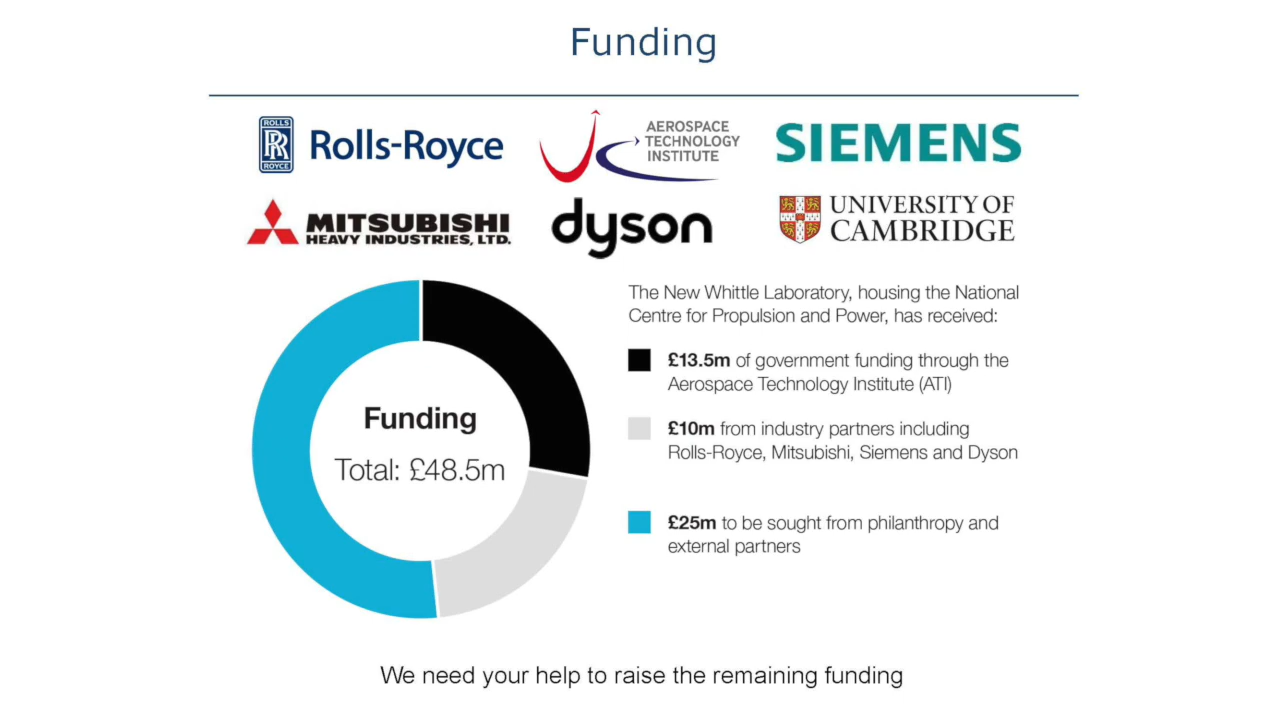 Funding
ROLLS
RR
ROYCE
Rolls-Royce
AEROSPACE
TECHNOLOGY
INSTITUTE
SIEMENS
MITSUBISHI
HEAVY INDUSTRIES, LTD.
dyson
UNIVERSITY OF
CAMBRIDGE
Funding
Total: £48.5m
The New Whittle Laboratory, housing the National
Centre for Propulsion and Power, has received:
£13.5m of government funding through the
Aerospace Technology Institute (ATI)
£10m from industry partners including
Rolls-Royce, Mitsubishi, Siemens and Dyson
£25m to be sought from philanthropy and
external partners
We need your help to raise the remaining funding